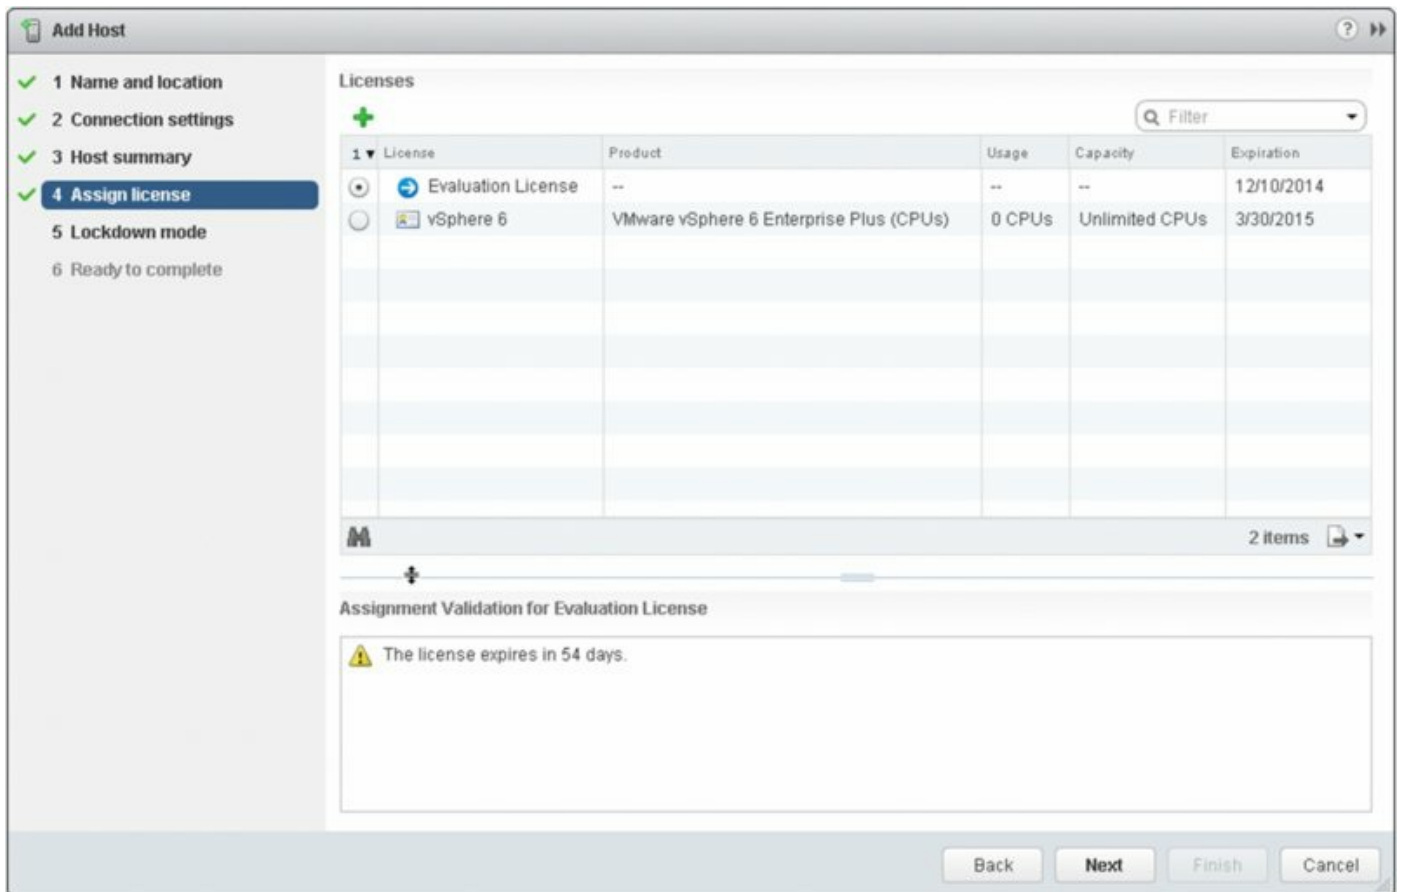 Add Host
?
1 Name and location
2 Connection settings
3 Host summary
4 Assign license
5 Lockdown mode
6 Ready to complete
Licenses
Filter
1 License Product Usage Capacity Expiration
Evaluation License -- -- -- 12/10/2014
vSphere 6 VMware vSphere 6 Enterprise Plus (CPUs) 0 CPUs Unlimited CPUs 3/30/2015
2 items
Assignment Validation for Evaluation License
The license expires in 54 days.
Back Next Finish Cancel